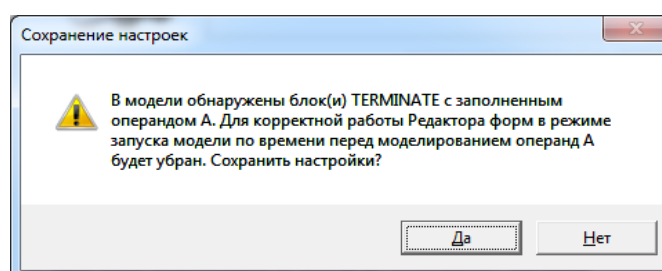 Сохранение настроек
В модели обнаружены блок(и) TERMINATE с заполненным
операндом А. Для корректной работы Редактора форм в режиме
запуска модели по времени перед моделированием операнд А
будет убран. Сохранить настройки?
Да
Нет